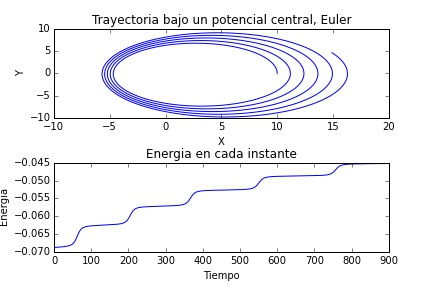 Trayectoria bajo un potencial central, Euler
10
5
0
−5
−10
Y
−10 −5 0 5 10 15 20
X
Energia en cada instante
−0.045
−0.050
−0.055
−0.060
−0.065
−0.070
Energia
0 100 200 300 400 500 600 700 800 900
Tiempo